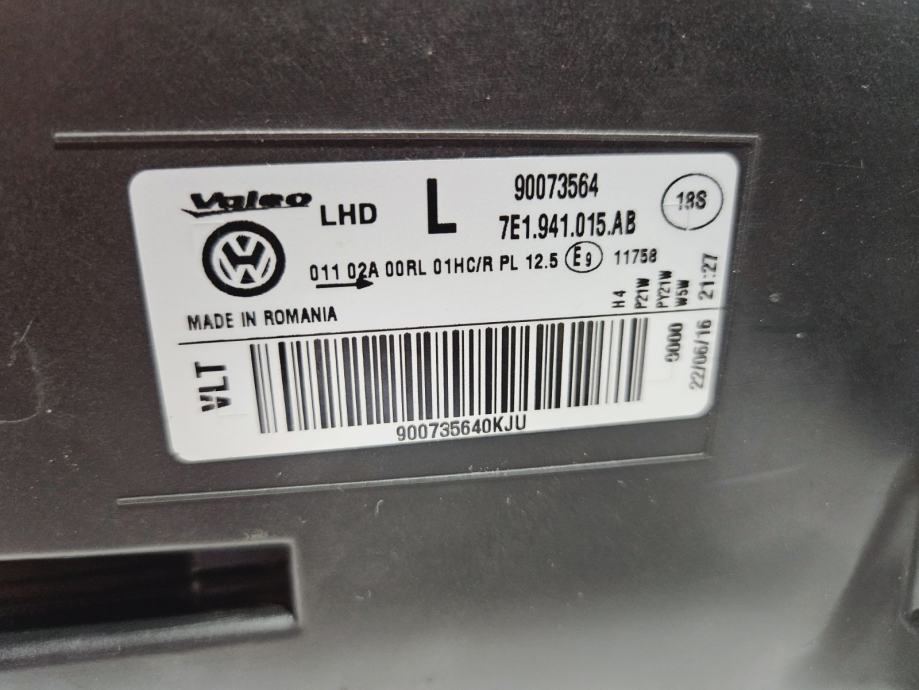 Valeo
LHD
L
90073564
7E1.941.015.AB
18S
011 02A 00RL 01HC/R PL 12.5 E9 11758
MADE IN ROMANIA
H4
P21W
PY21W
W5W
0000
22/06/16 21:27
VLT
900735640KJU